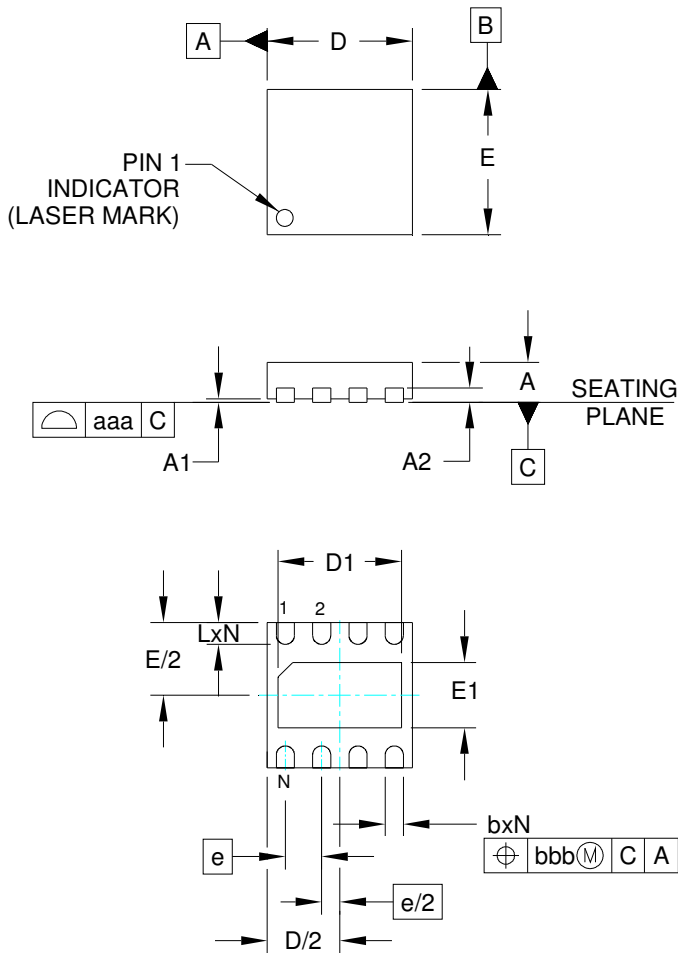 A
D
B
E
PIN 1
INDICATOR
(LASER MARK)
A
SEATING
PLANE
aaa C
A1
A2
C
D1
1 2
LxN
E/2
E1
N
bxN
bbbⓂ C A
e
e/2
D/2